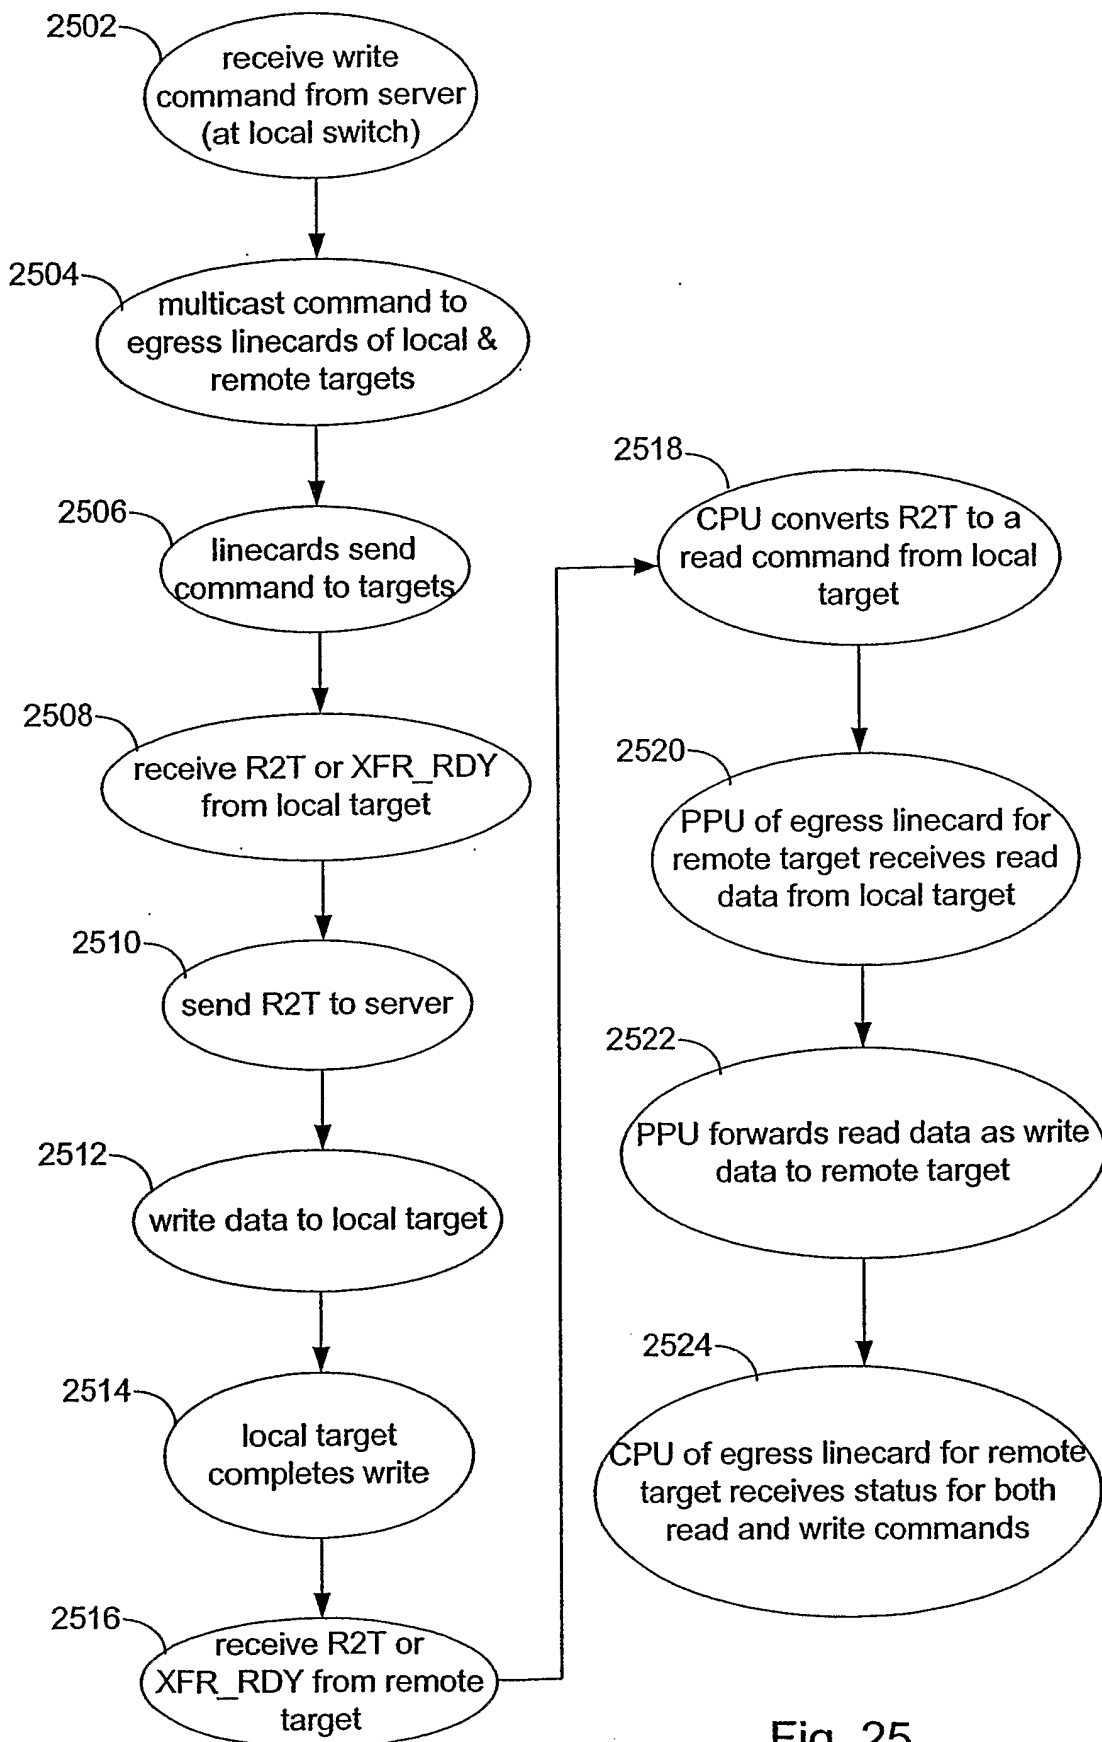 2502
receive write
command from server
(at local switch)
2504
multicast command to
egress linecards of local &
remote targets
2506
linecards send
command to targets
2508
receive R2T or XFR_RDY
from local target
2510
send R2T to server
2512
write data to local target
2514
local target
completes write
2516
receive R2T or
XFR_RDY from remote
target
2518
CPU converts R2T to a
read command from local
target
2520
PPU of egress linecard for
remote target receives read
data from local target
2522
PPU forwards read data as write
data to remote target
2524
CPU of egress linecard for remote
target receives status for both
read and write commands
Fig. 25